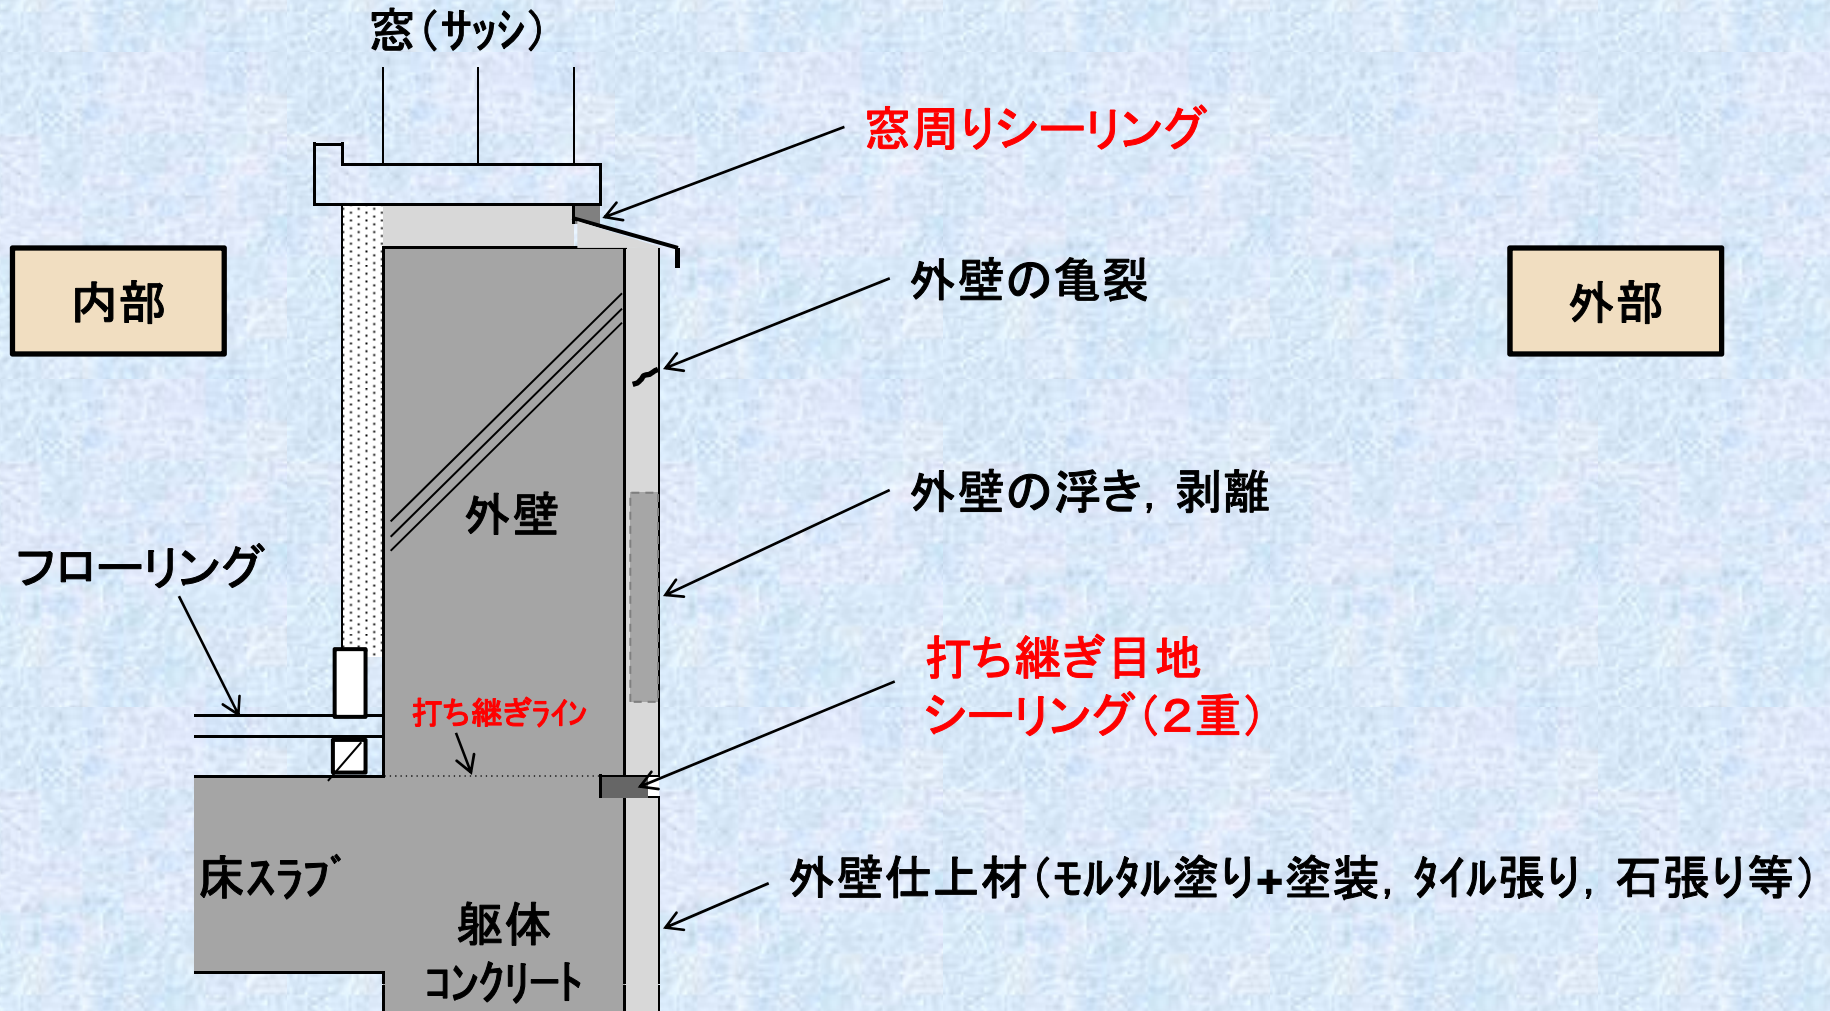 窓（サッシ）
窓周りシーリング
内部
外壁の亀裂
外部
外壁
外壁の浮き，剥離
フローリング
打ち継ぎライン
打ち継ぎ目地
シーリング（２重）
床スラブ
外壁仕上材（モルタル塗り+塗装，タイル張り，石張り等）
躯体
コンクリート